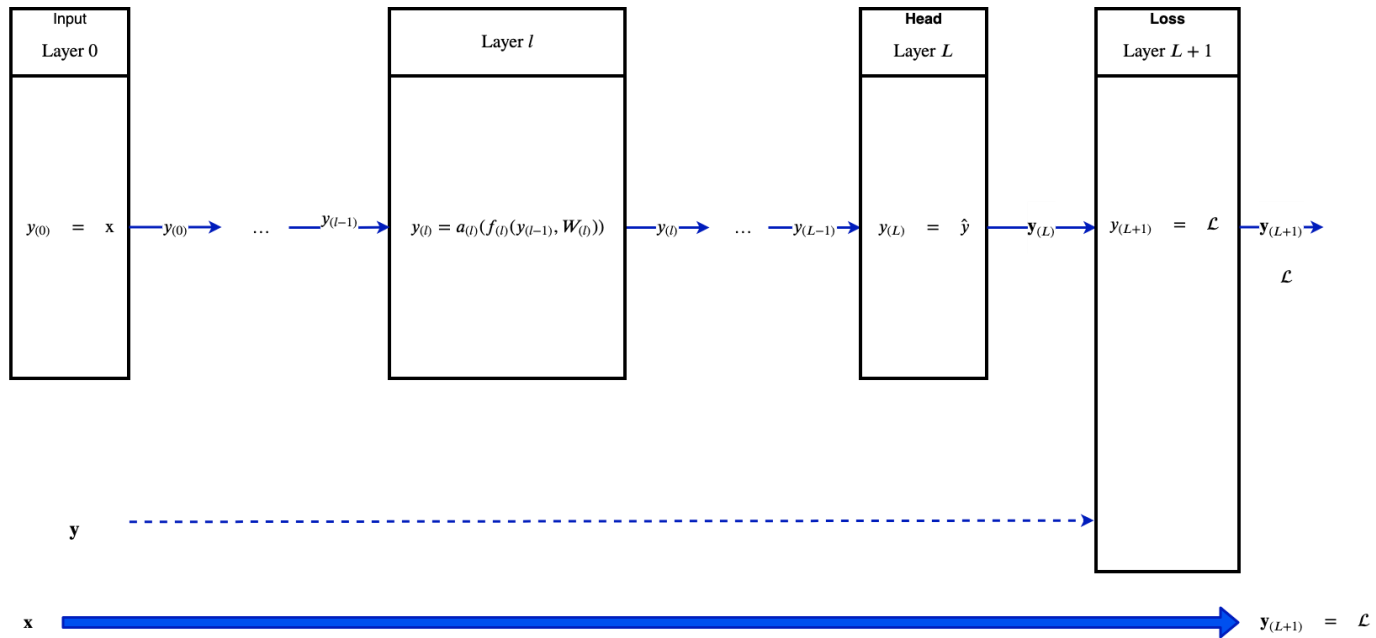 Input
Layer 0
Layer l
Head
Layer L
Loss
Layer L + 1
y(0) = x
y(0)
...
y(l−1)
y(l) = a(l)(f(l)(y(l−1), W(l)))
y(l)
...
y(L−1)
y(L) = ŷ
y(L)
y(L+1) = ℒ
y(L+1)
ℒ
y
x
y(L+1) = ℒ